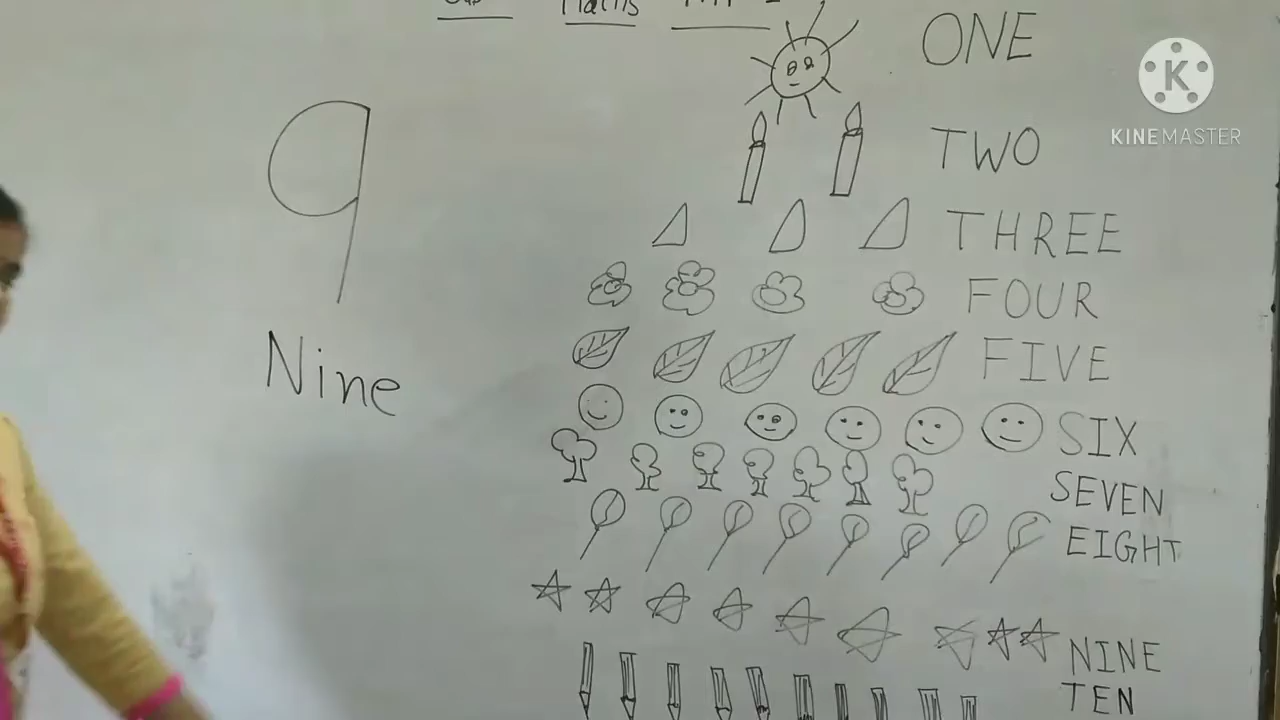 Maths
ONE
TWO
THREE
FOUR
FIVE
SIX
SEVEN
EIGHT
NINE
TEN
9
Nine
K
KINEMASTER